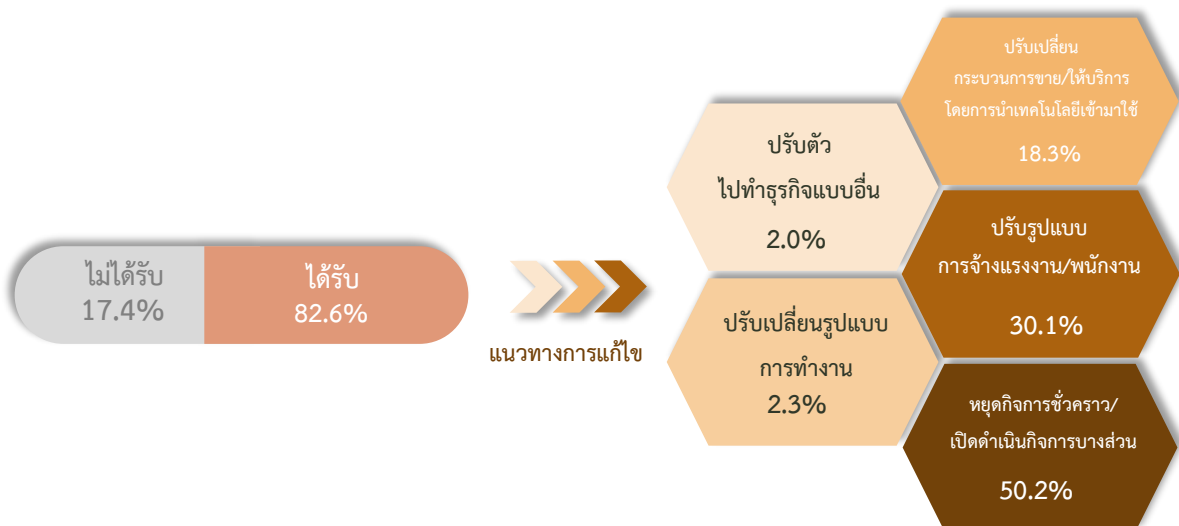 ไม่ได้รับ
17.4%
ได้รับ
82.6%
แนวทางการแก้ไข
ปรับตัว
ไปทำธุรกิจแบบอื่น
2.0%
ปรับเปลี่ยนรูปแบบ
การทำงาน
2.3%
ปรับเปลี่ยน
กระบวนการขาย/ให้บริการ
โดยการนำเทคโนโลยีเข้ามาใช้
18.3%
ปรับรูปแบบ
การจ้างแรงงาน/พนักงาน
30.1%
หยุดกิจการชั่วคราว/
เปิดดำเนินกิจการบางส่วน
50.2%